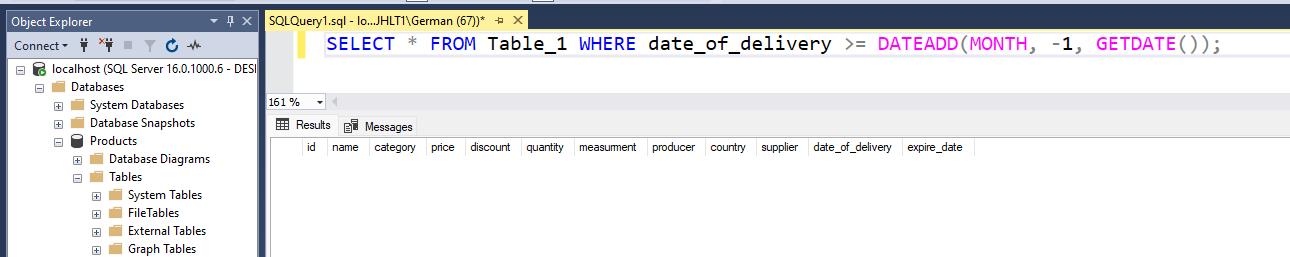 Object Explorer
Connect
localhost (SQL Server 16.0.1000.6 - DESI
Databases
System Databases
Database Snapshots
Products
Database Diagrams
Tables
System Tables
FileTables
External Tables
Graph Tables
SQLQuery1.sql - lo...JHLT1\German (67))*
SELECT * FROM Table_1 WHERE date_of_delivery >= DATEADD(MONTH, -1, GETDATE());
161 %
Results Messages
id name category price discount quantity measurment producer country supplier date_of_delivery expire_date